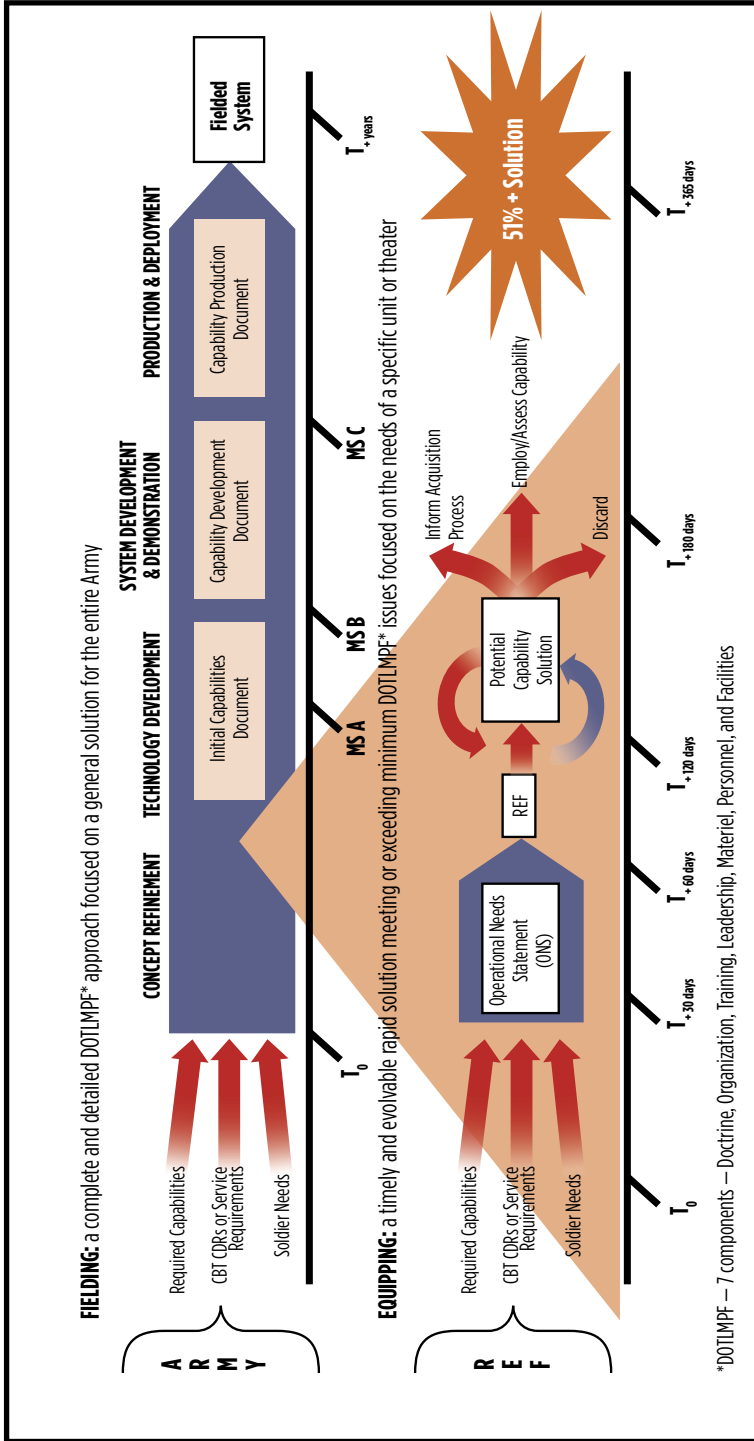 FIELDING: a complete and detailed DOTLMPF* approach focused on a general solution for the entire Army
ARMY
Required Capabilities
CBT CDRs or Service
Requirements
Soldier Needs
CONCEPT REFINEMENT
TECHNOLOGY DEVELOPMENT
SYSTEM DEVELOPMENT
& DEMONSTRATION
PRODUCTION & DEPLOYMENT
Initial Capabilities
Document
Capability Development
Document
Capability Production
Document
Fielded
System
T0
MS A
MS B
MS C
T+ years
EQUIPPING: a timely and evolvable rapid solution meeting or exceeding minimum DOTLMPF* issues focused on the needs of a specific unit or theater
REF
Required Capabilities
CBT CDRs or Service
Requirements
Soldier Needs
Operational Needs
Statement
(ONS)
REF
Potential
Capability
Solution
Inform Acquisition
Process
Employ/Assess Capability
Discard
51% + Solution
T0
T+ 30 days
T+ 60 days
T+ 120 days
T+ 180 days
T+ 365 days
*DOTLMPF – 7 components – Doctrine, Organization, Training, Leadership, Materiel, Personnel, and Facilities